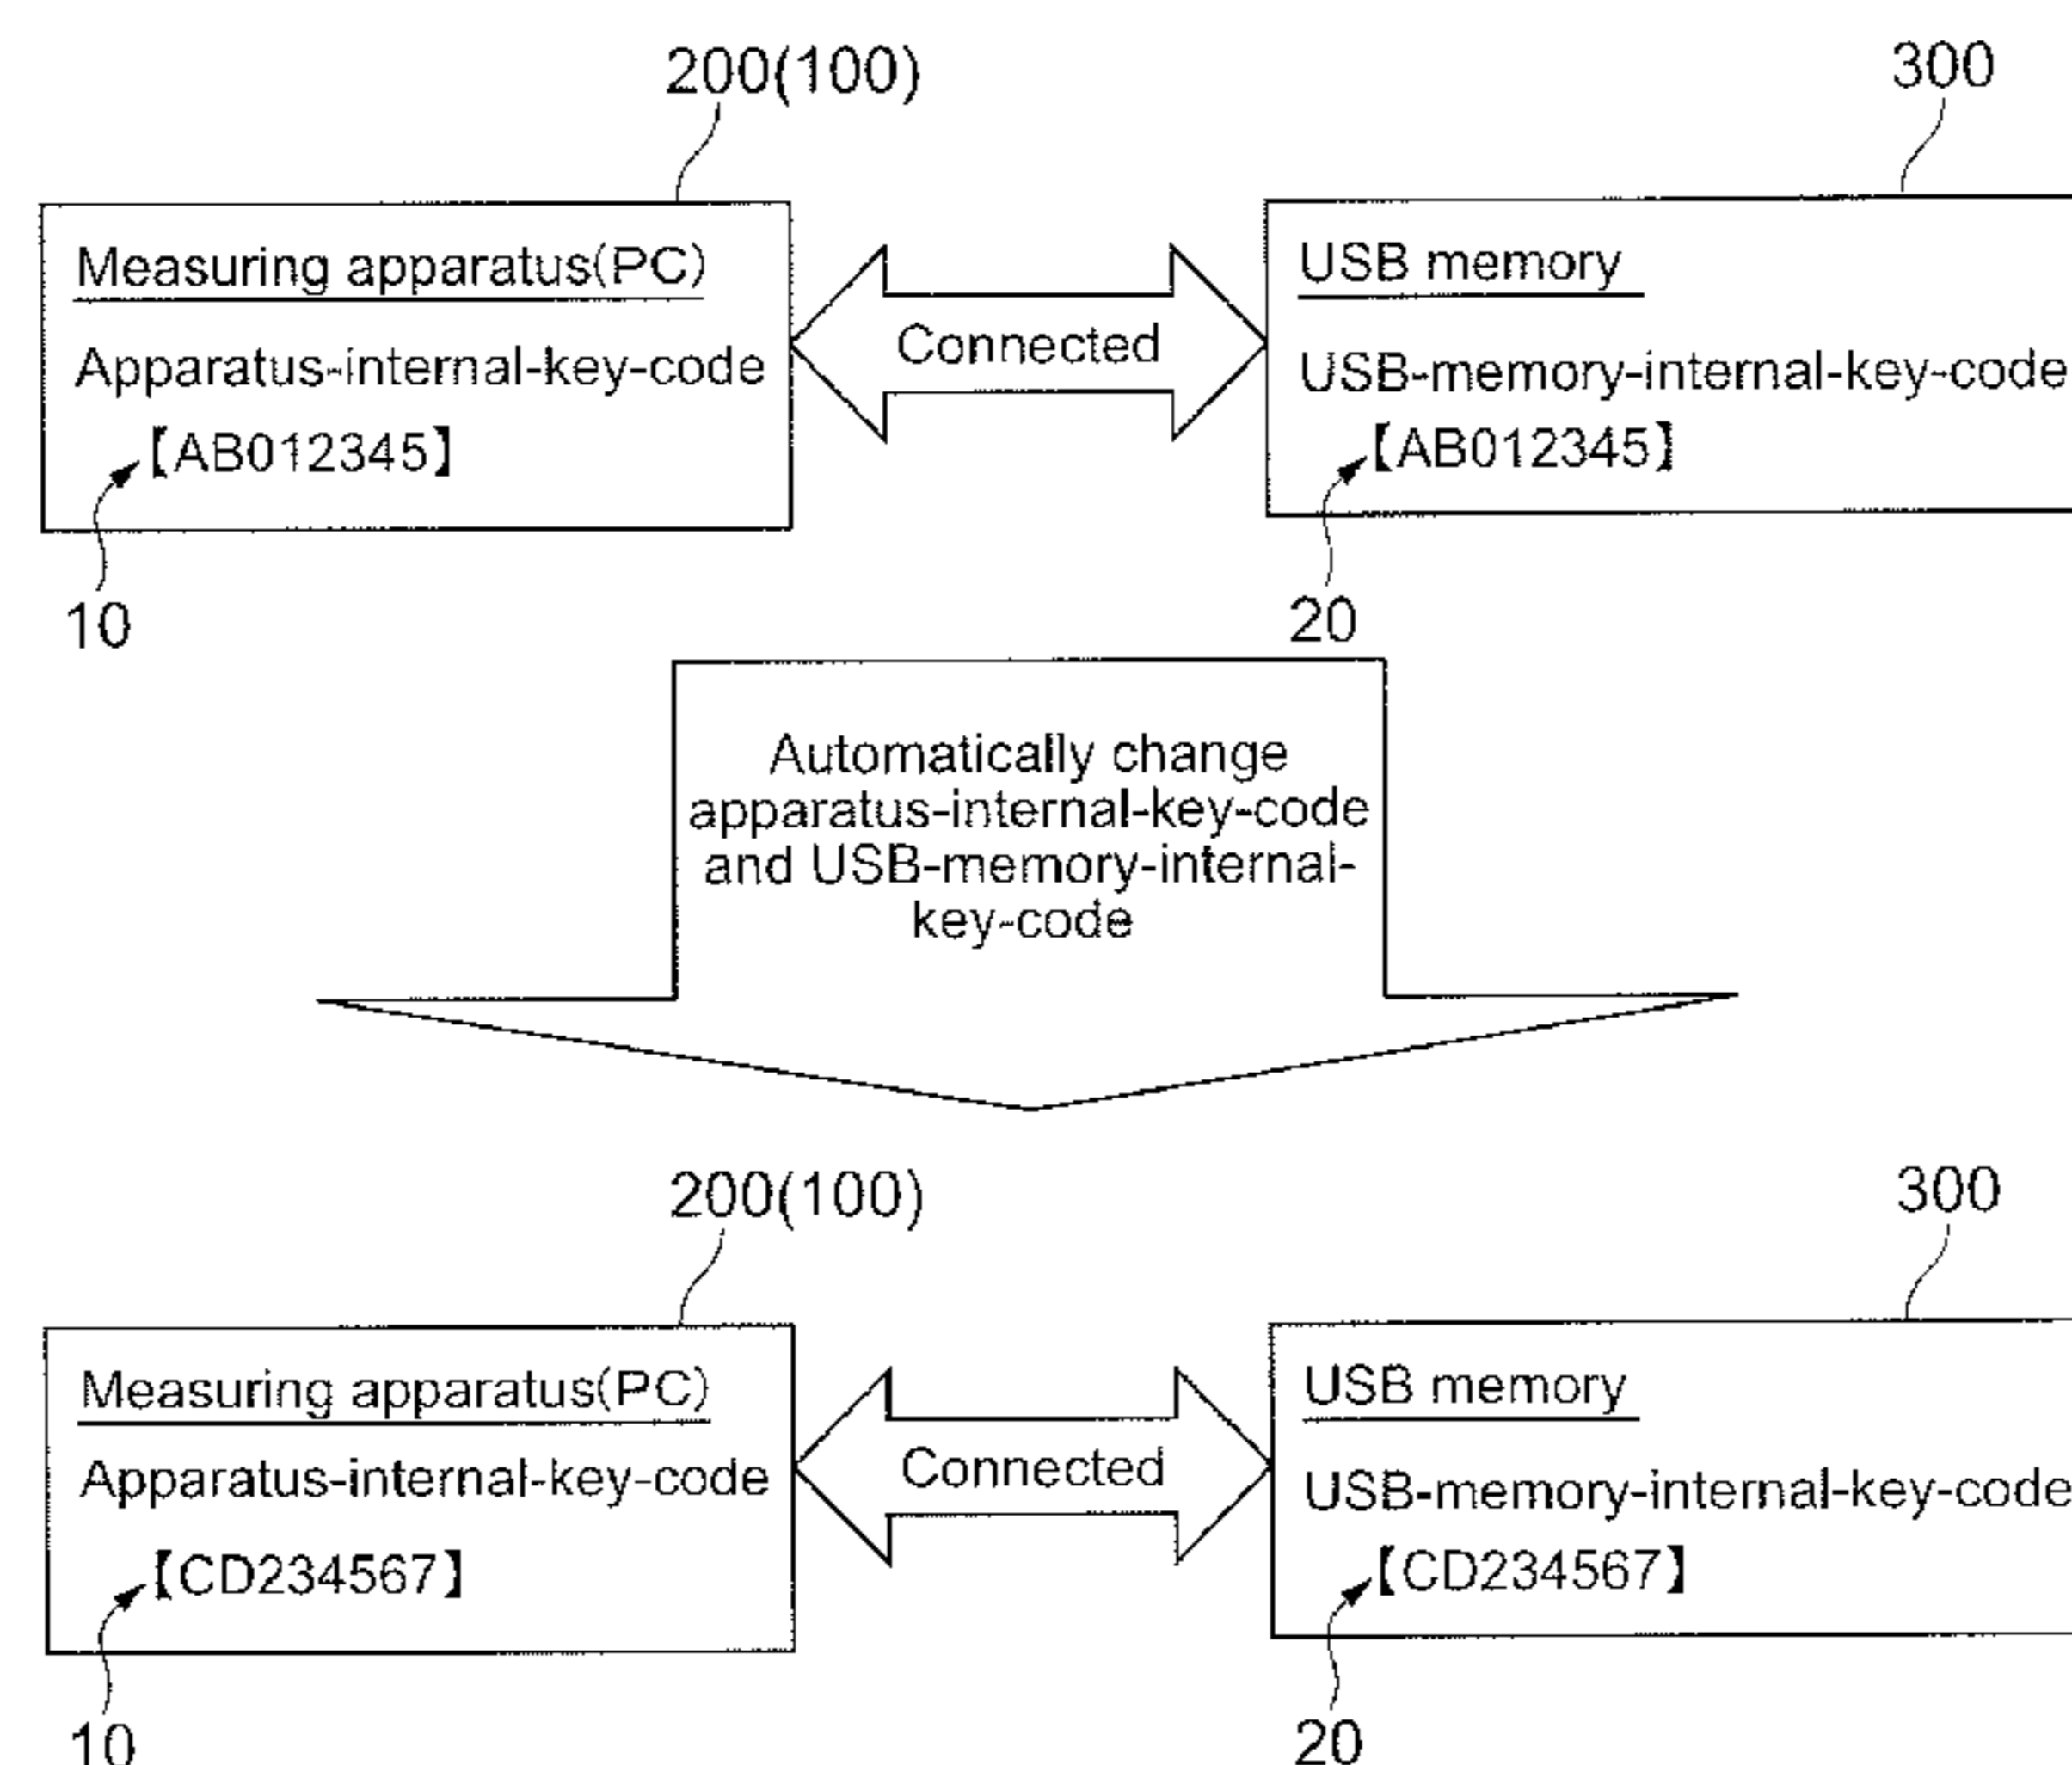 200(100)
300
Measuring apparatus(PC)
Apparatus-internal-key-code
【AB012345】
10
Connected
USB memory
USB-memory-internal-key-code
【AB012345】
20
Automatically change
apparatus-internal-key-code
and USB-memory-internal-
key-code
200(100)
300
Measuring apparatus(PC)
Apparatus-internal-key-code
【CD234567】
10
Connected
USB memory
USB-memory-internal-key-code
【CD234567】
20